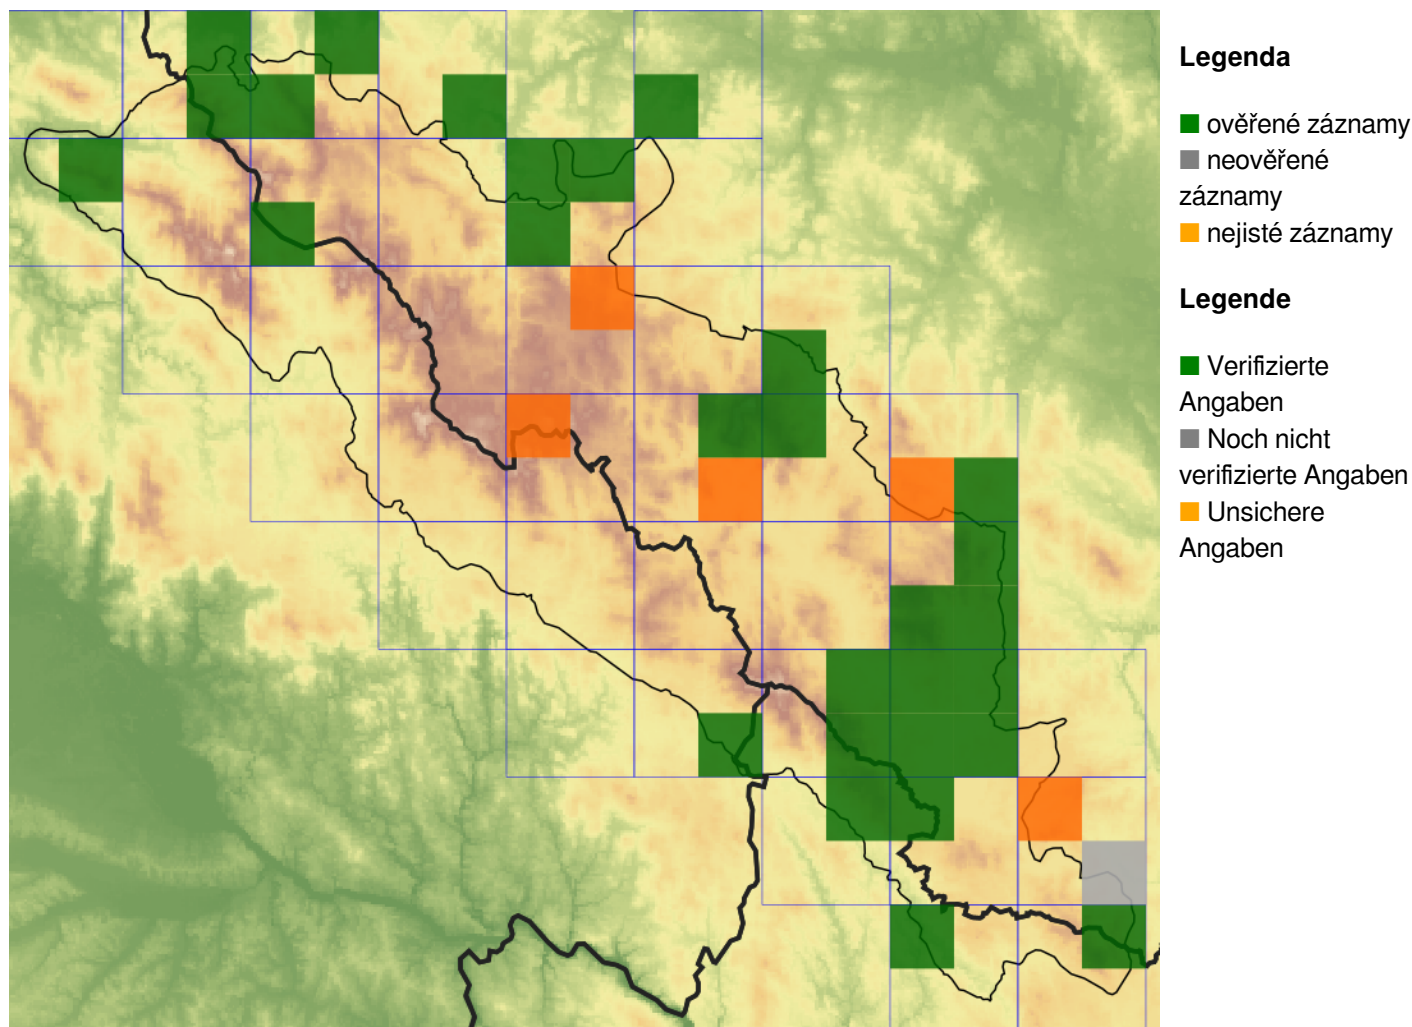 Legenda
ověřené záznamy
neověřené
záznamy
nejisté záznamy
Legende
Verifizierte
Angaben
Noch nicht
verifizierte Angaben
Unsichere
Angaben